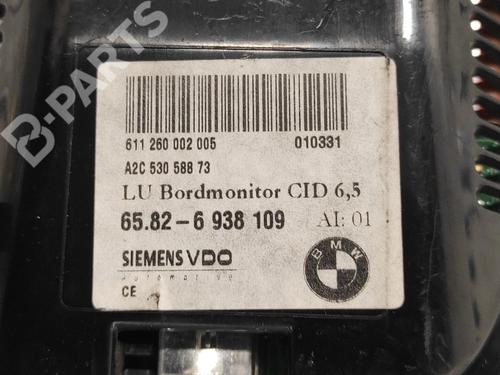 B-PARTS
611 260 002 005 010331
A2C 530 588 73
LU Bordmonitor CID 6,5
65.82-6 938 109 AI: 01
SIEMENS VDO
Automotive
CE
BMW